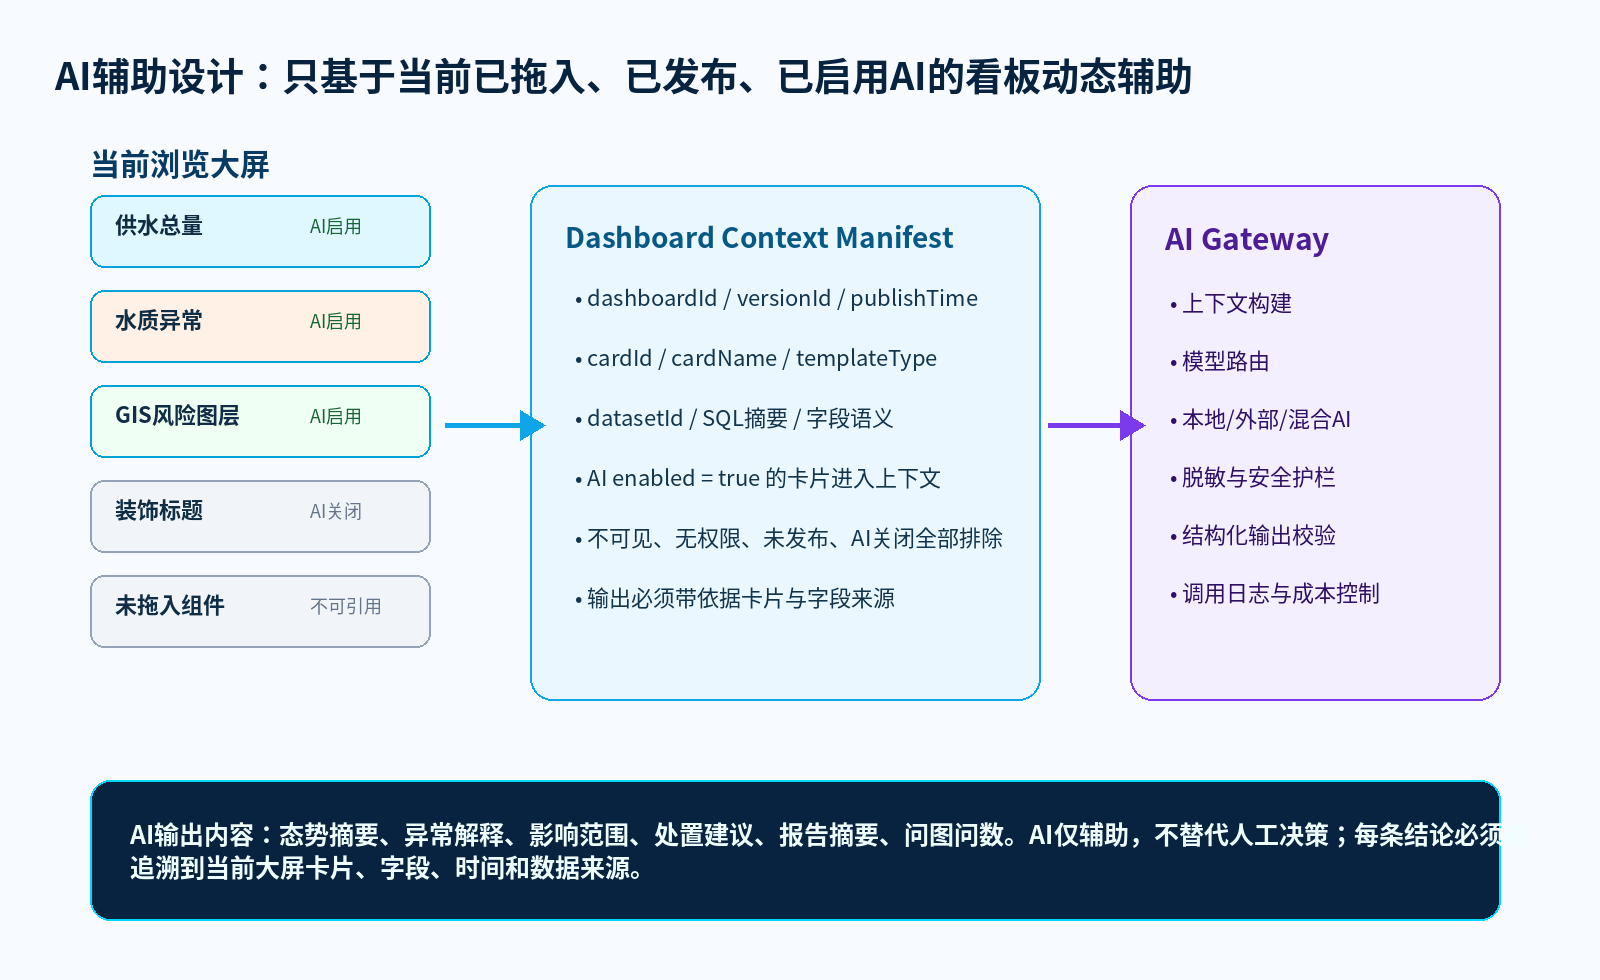 AI辅助设计：只基于当前已拖入、已发布、已启用AI的看板动态辅助
当前浏览大屏
供水总量 AI启用
水质异常 AI启用
GIS风险图层 AI启用
装饰标题 AI关闭
未拖入组件 不可引用
Dashboard Context Manifest
• dashboardId / versionId / publishTime
• cardId / cardName / templateType
• datasetId / SQL摘要 / 字段语义
• AI enabled = true 的卡片进入上下文
• 不可见、无权限、未发布、AI关闭全部排除
• 输出必须带依据卡片与字段来源
AI Gateway
• 上下文构建
• 模型路由
• 本地/外部/混合AI
• 脱敏与安全护栏
• 结构化输出校验
• 调用日志与成本控制
AI输出内容：态势摘要、异常解释、影响范围、处置建议、报告摘要、问图问数。AI仅辅助，不替代人工决策；每条结论必须
追溯到当前大屏卡片、字段、时间和数据来源。